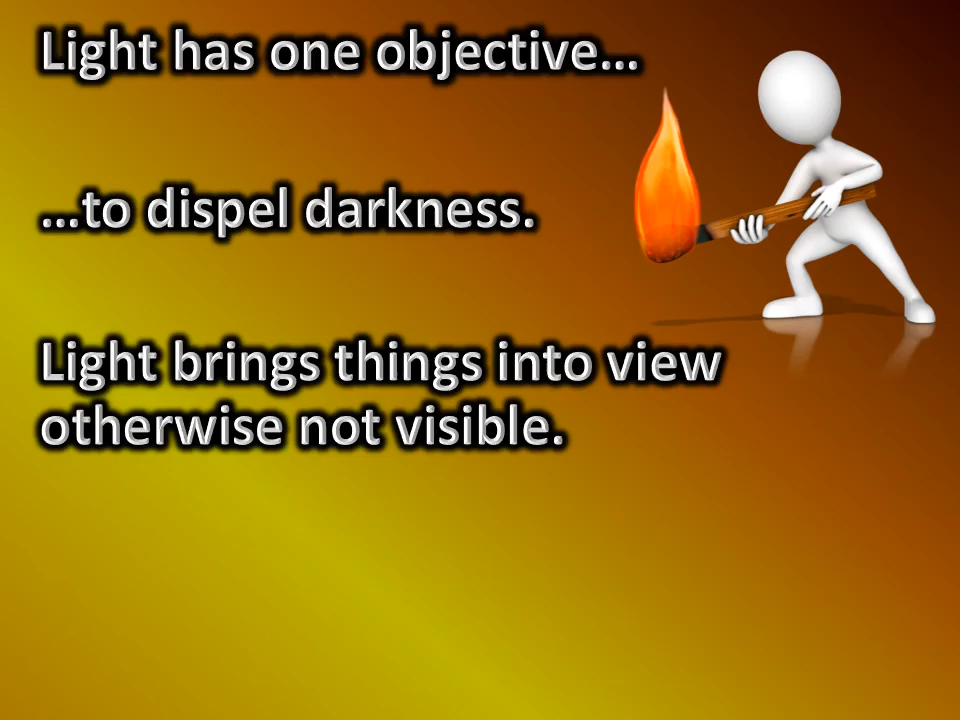 Light has one objective…
…to dispel darkness.
Light brings things into view
otherwise not visible.